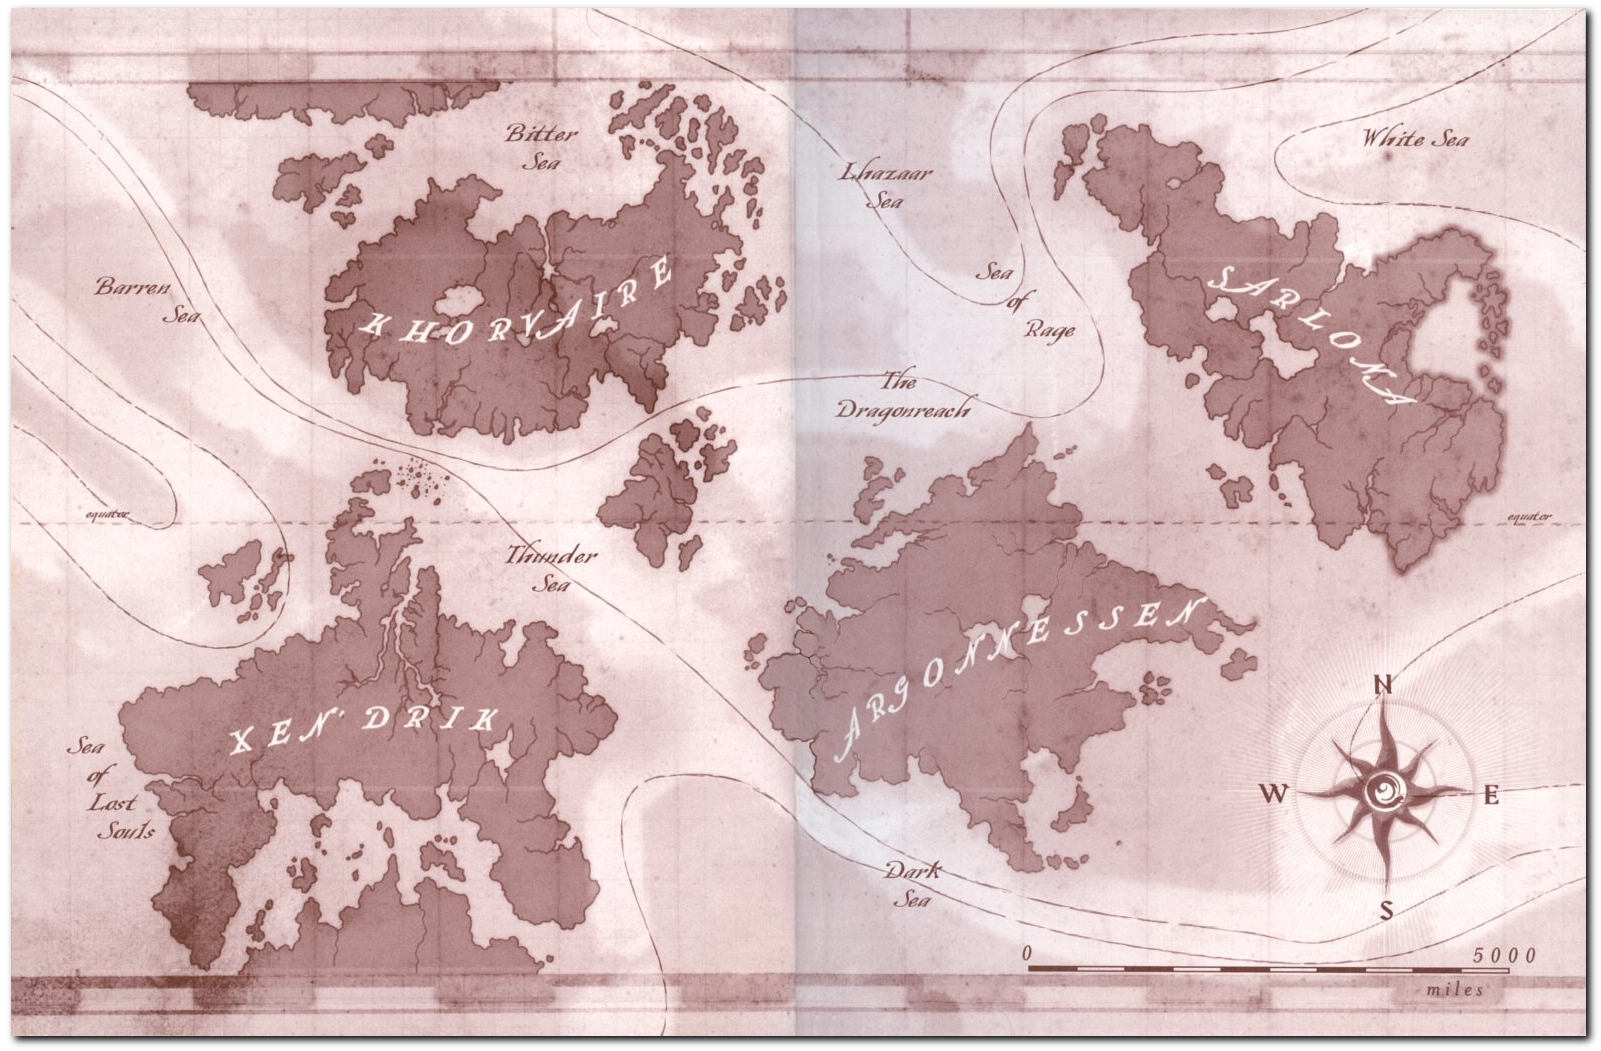 Bitter
Sea
White Sea
Lhazaar
Sea
Barren
Sea
KHORVAIRE
Sea
of
Rage
SARLONA
The
Dragonreach
equator
equator
Thunder
Sea
ARGONNESSEN
XEN'DRIK
Sea
of
Lost
Souls
N
W
E
S
Dark
Sea
0 5000
miles